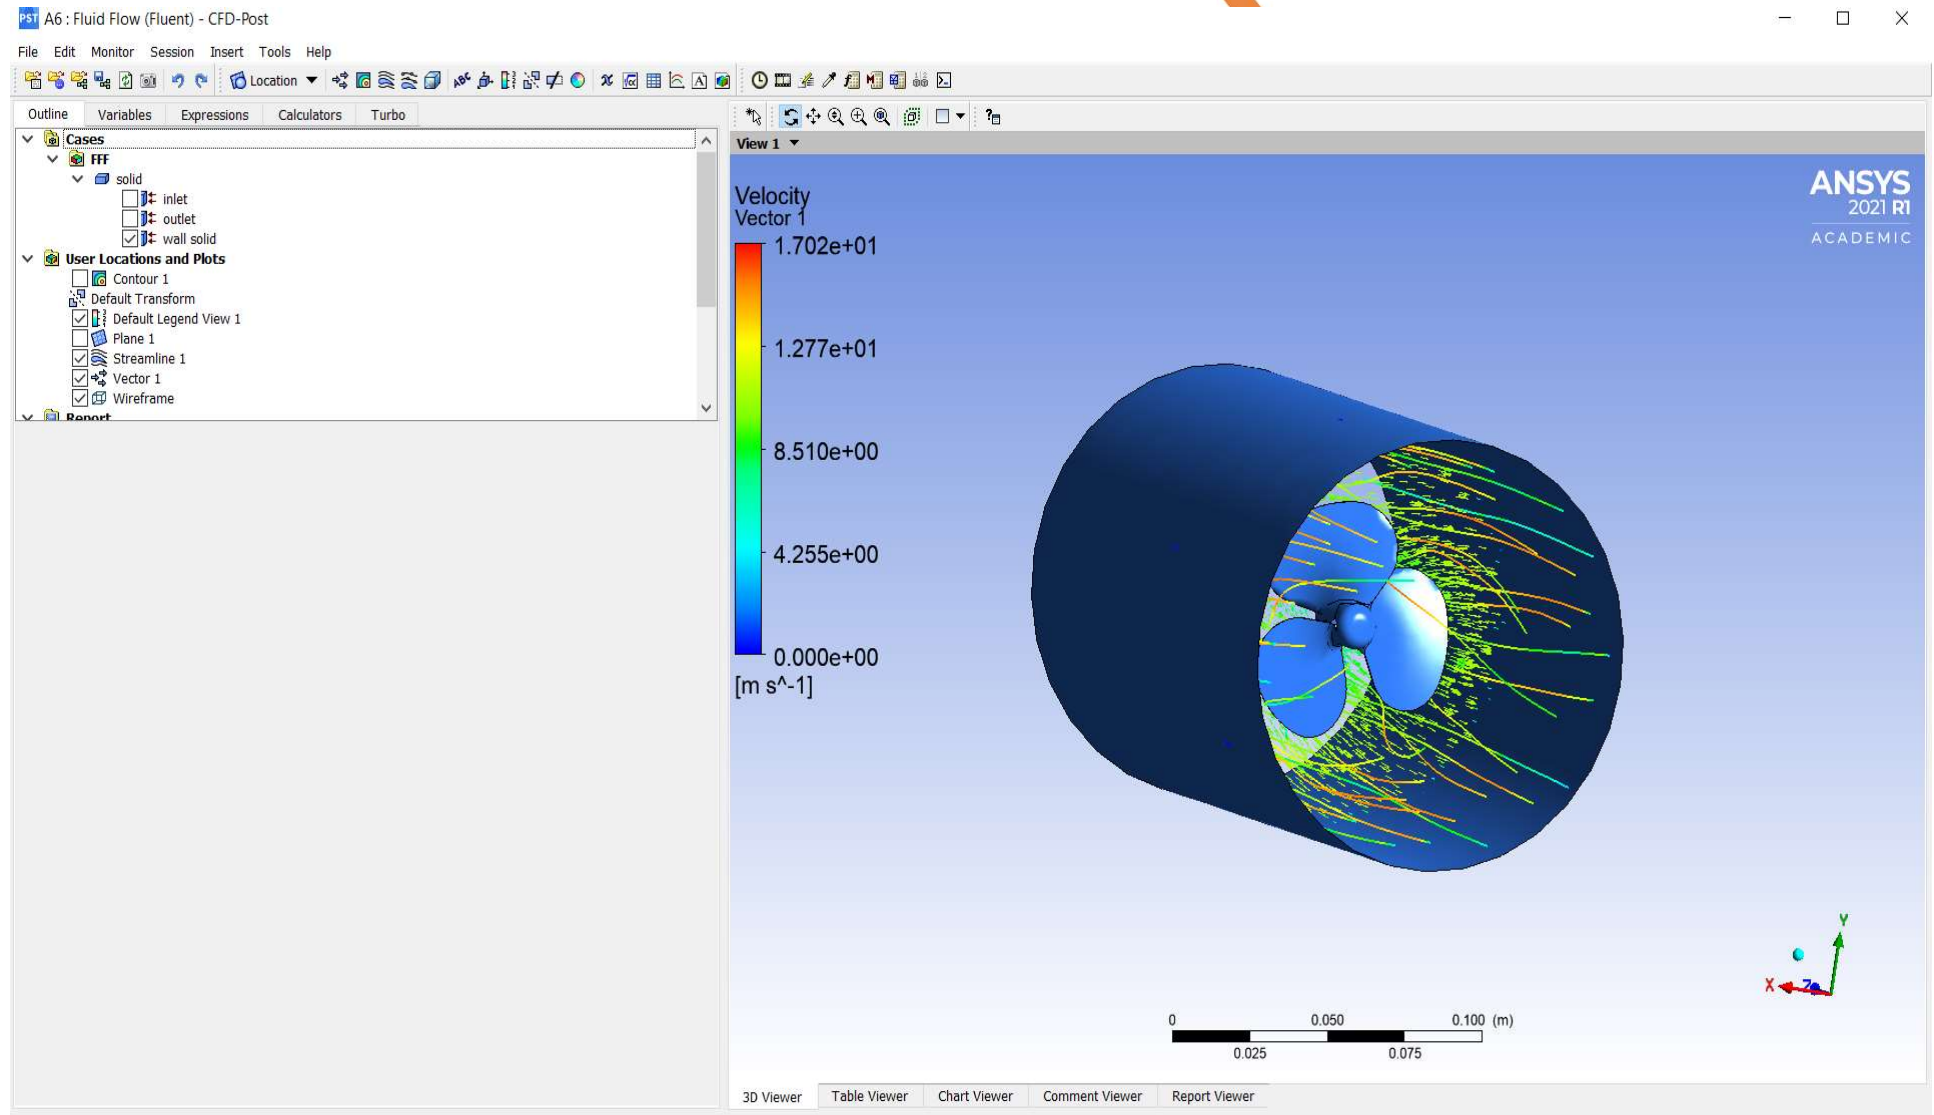 PST A6 : Fluid Flow (Fluent) - CFD-Post
File Edit Monitor Session Insert Tools Help
Location
Outline Variables Expressions Calculators Turbo
Cases
FFF
solid
inlet
outlet
wall solid
User Locations and Plots
Contour 1
Default Transform
Default Legend View 1
Plane 1
Streamline 1
Vector 1
Wireframe
Report
View 1
Velocity
Vector 1
1.702e+01
1.277e+01
8.510e+00
4.255e+00
0.000e+00
[m s^-1]
ANSYS
2021 R1
ACADEMIC
Y
X Z
0 0.050 0.100 (m)
0.025 0.075
3D Viewer Table Viewer Chart Viewer Comment Viewer Report Viewer